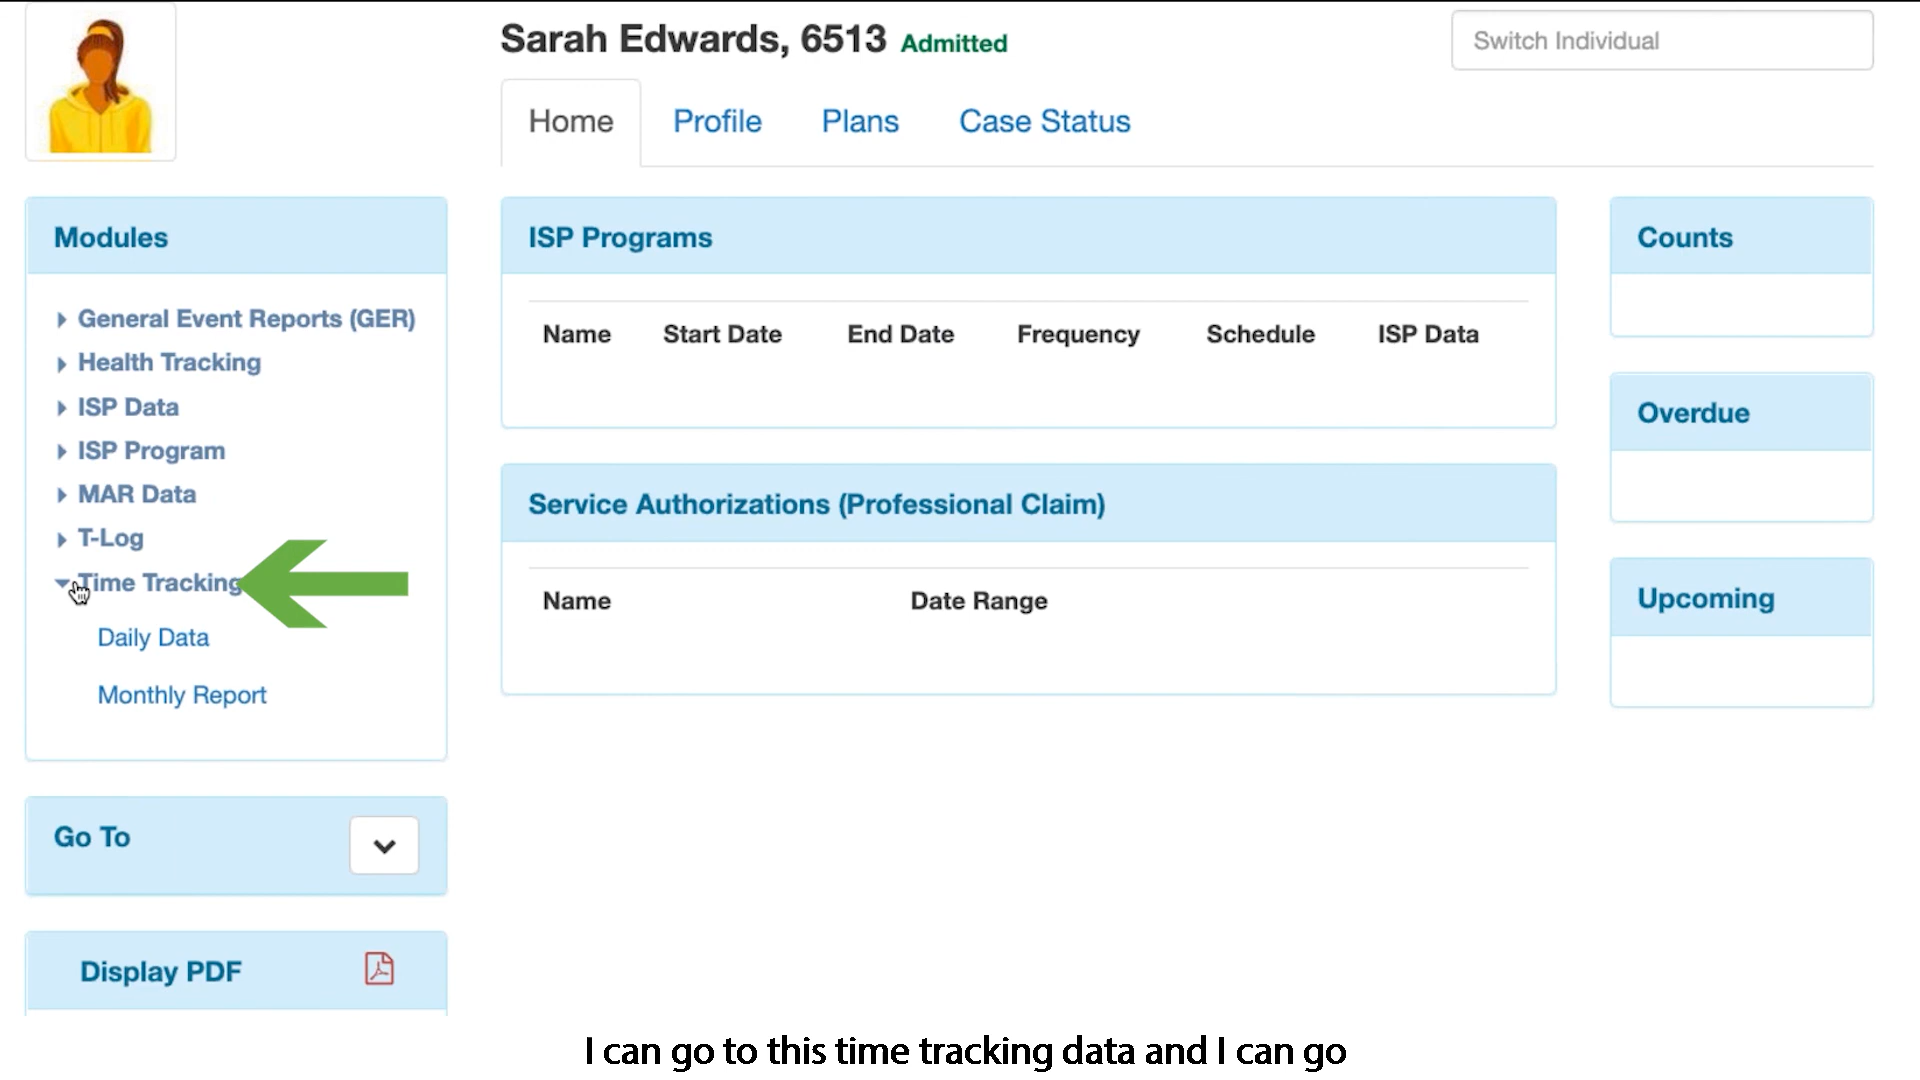 Sarah Edwards, 6513 Admitted
Switch Individual
Home Profile Plans Case Status
Modules
General Event Reports (GER)
Health Tracking
ISP Data
ISP Program
MAR Data
T-Log
Time Tracking
Daily Data
Monthly Report
Go To
Display PDF
ISP Programs
Name Start Date End Date Frequency Schedule ISP Data
Service Authorizations (Professional Claim)
Name Date Range
Counts
Overdue
Upcoming
I can go to this time tracking data and I can go